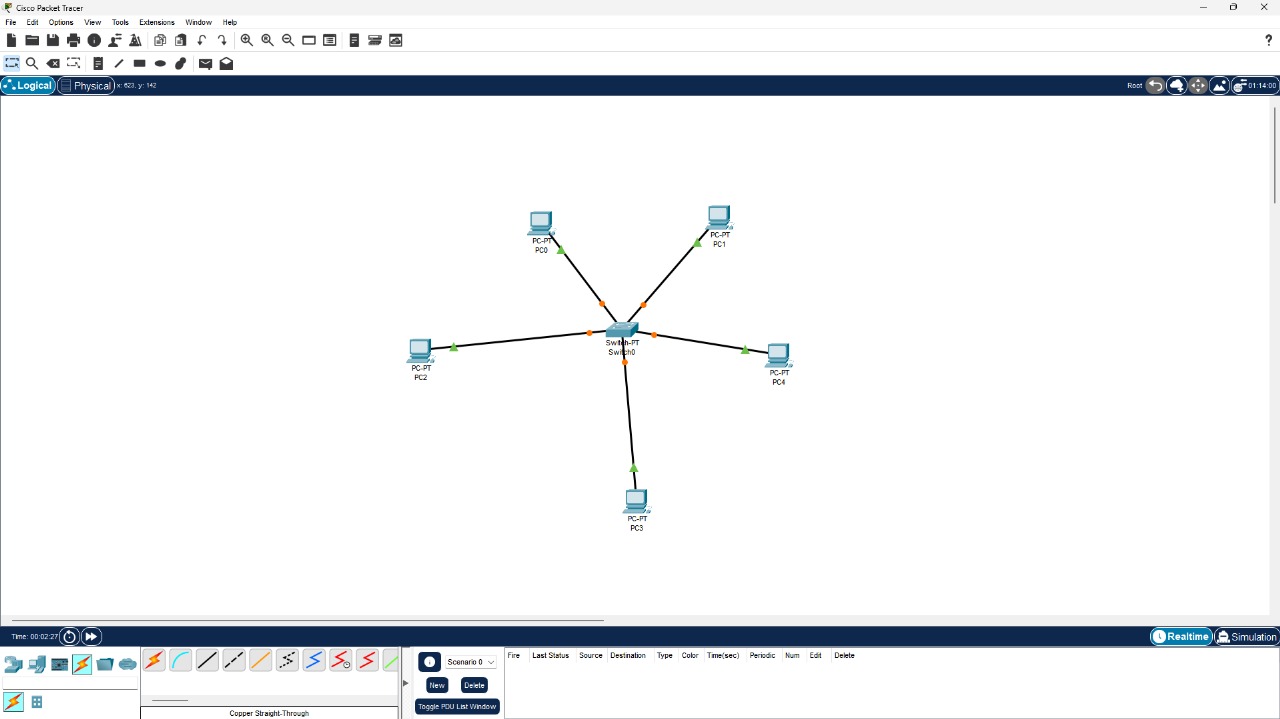 Cisco Packet Tracer
File Edit Options View Tools Extensions Window Help
?
Logical Physical x: 623, y: 142 Root 01:14:00
PC-PT
PC0
PC-PT
PC1
Switch-PT
Switch0
PC-PT
PC2
PC-PT
PC4
PC-PT
PC3
Time: 00:02:27 Realtime Simulation
Scenario 0
New Delete
Toggle PDU List Window
Fire Last Status Source Destination Type Color Time(sec) Periodic Num Edit Delete
Copper Straight-Through